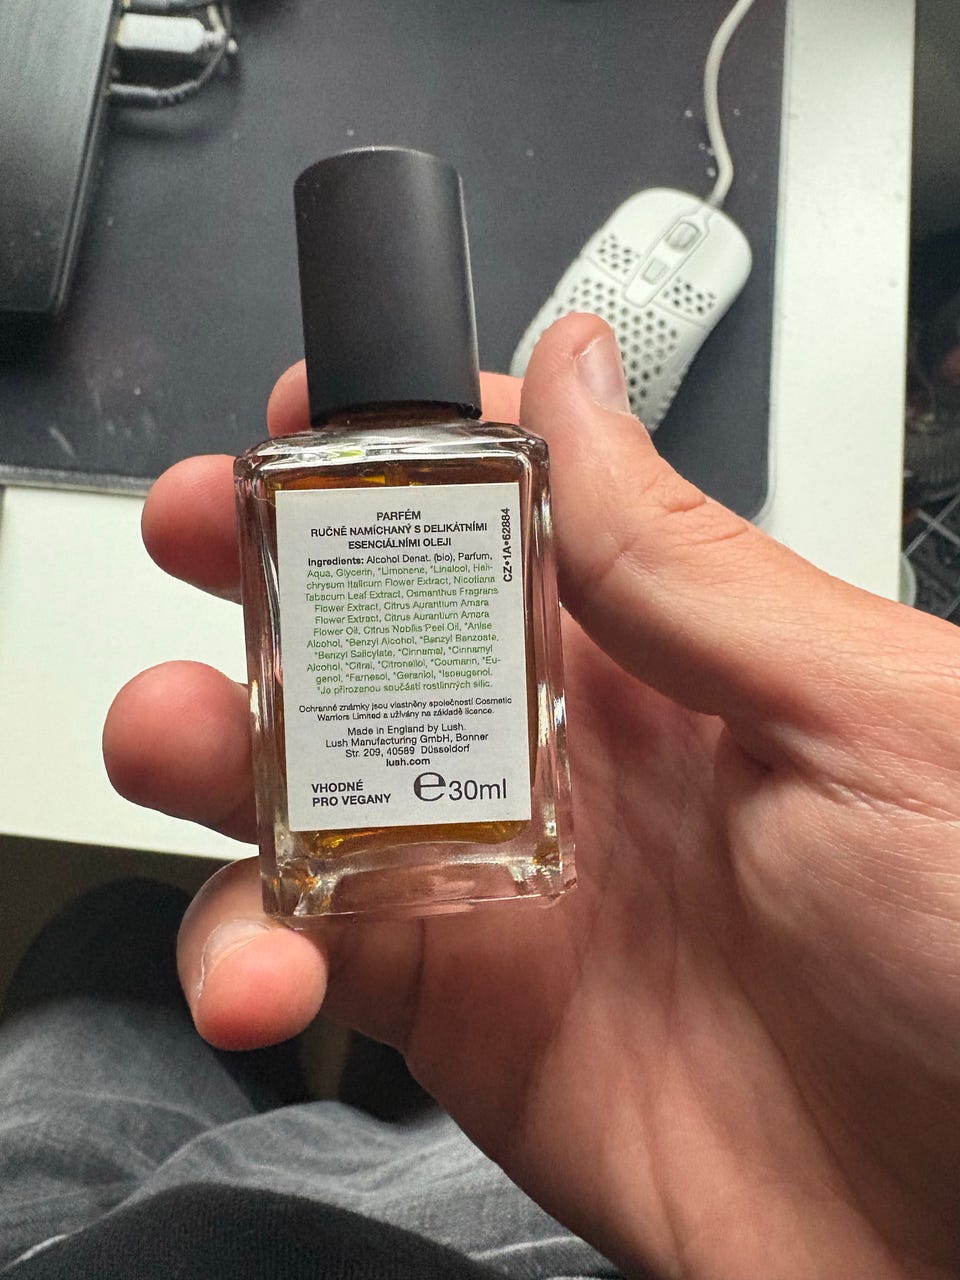 PARFÉM
RUČNĚ NAMÍCHANÝ S DELIKÁTNÍMI
ESENCIÁLNÍMI OLEJI
Ingredients: Alcohol Denat. (bio), Parfum,
Aqua, Glycerin, *Limonene, *Linalool, Heli-
chrysum Italicum Flower Extract, Nicotiana
Tabacum Leaf Extract, Osmanthus Fragrans
Flower Extract, Citrus Aurantium Amara
Flower Extract, Citrus Aurantium Amara
Flower Oil, Citrus Nobilis Peel Oil, *Anise
Alcohol, *Benzyl Alcohol, *Benzyl Benzoate,
*Benzyl Salicylate, *Cinnamal, *Cinnamyl
Alcohol, *Citral, *Citronellol, *Coumarin, *Eu-
genol, *Farnesol, *Geraniol, *Isoeugenol.
*Je přirozenou součástí rostlinných silic.
Ochranné známky jsou vlastněny společností Cosmetic
Warriors Limited a užívány na základě licence.
Made in England by Lush.
Lush Manufacturing GmbH, Bonner
Str. 209, 40589 Düsseldorf
lush.com
VHODNÉ
PRO VEGANY
℮30ml
CZ•1A•62884